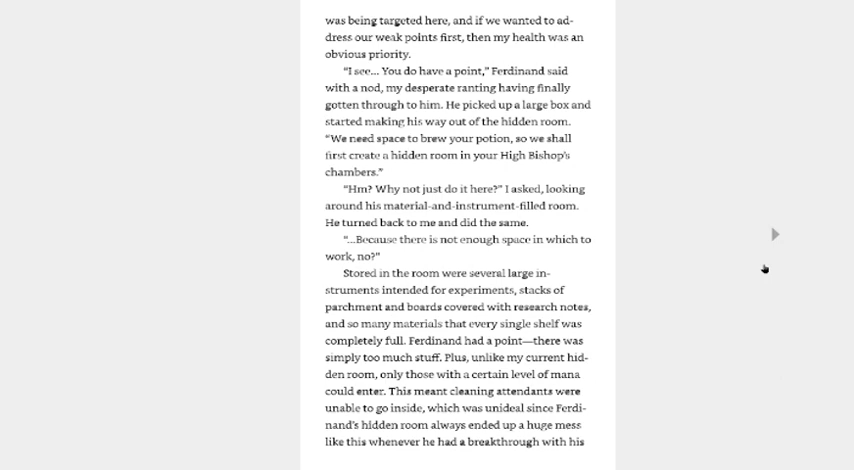 was being targeted here, and if we wanted to ad-
dress our weak points first, then my health was an
obvious priority.
“I see... You do have a point,” Ferdinand said
with a nod, my desperate ranting having finally
gotten through to him. He picked up a large box and
started making his way out of the hidden room.
“We need space to brew your potion, so we shall
first create a hidden room in your High Bishop’s
chambers.”
“Hm? Why not just do it here?” I asked, looking
around his material-and-instrument-filled room.
He turned back to me and did the same.
“...Because there is not enough space in which to
work, no?”
Stored in the room were several large in-
struments intended for experiments, stacks of
parchment and boards covered with research notes,
and so many materials that every single shelf was
completely full. Ferdinand had a point—there was
simply too much stuff. Plus, unlike my current hid-
den room, only those with a certain level of mana
could enter. This meant cleaning attendants were
unable to go inside, which was unideal since Ferdi-
nand’s hidden room always ended up a huge mess
like this whenever he had a breakthrough with his